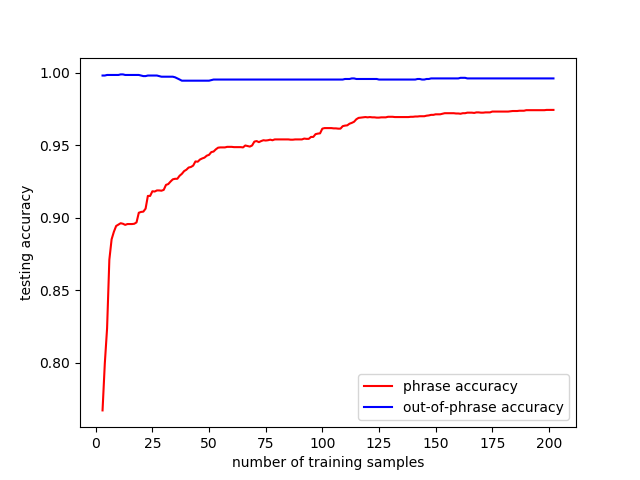 1.00
0.95
0.90
0.85
0.80
testing accuracy
phrase accuracy
out-of-phrase accuracy
0 25 50 75 100 125 150 175 200
number of training samples